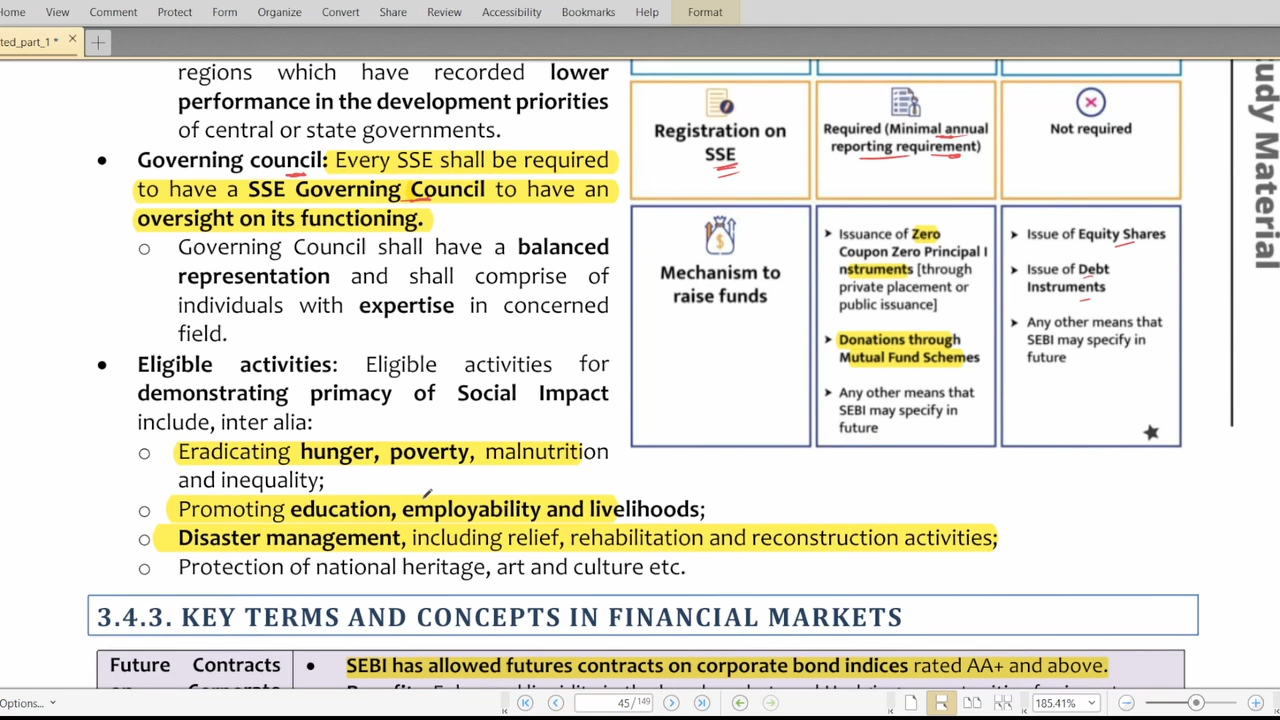 Home View Comment Protect Form Organize Convert Share Review Accessibility Bookmarks Help Format
ted_part_1 *
regions which have recorded lower
performance in the development priorities
of central or state governments.
• Governing council: Every SSE shall be required
to have a SSE Governing Council to have an
oversight on its functioning.
o Governing Council shall have a balanced
representation and shall comprise of
individuals with expertise in concerned
field.
• Eligible activities: Eligible activities for
demonstrating primacy of Social Impact
include, inter alia:
o Eradicating hunger, poverty, malnutrition
and inequality;
o Promoting education, employability and livelihoods;
o Disaster management, including relief, rehabilitation and reconstruction activities;
o Protection of national heritage, art and culture etc.
Registration on
SSE
Required (Minimal annual
reporting requirement)
Not required
Mechanism to
raise funds
➤ Issuance of Zero
Coupon Zero Principal I
nstruments [through
private placement or
public issuance]
➤ Donations through
Mutual Fund Schemes
➤ Any other means that
SEBI may specify in
future
➤ Issue of Equity Shares
➤ Issue of Debt
Instruments
➤ Any other means that
SEBI may specify in
future
tudy Material
3.4.3. KEY TERMS AND CONCEPTS IN FINANCIAL MARKETS
Future Contracts
• SEBI has allowed futures contracts on corporate bond indices rated AA+ and above.
Options...
45/149
185.41%